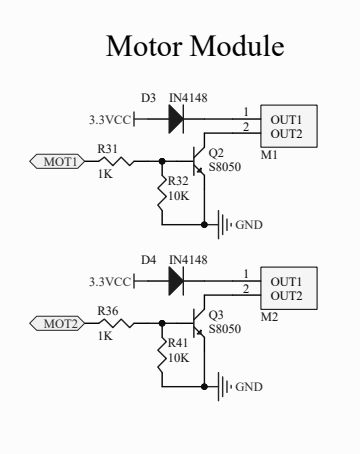 Motor Module
D3 IN4148
3.3VCC 1 OUT1
2 OUT2
M1
MOT1 R31 1K
Q2 S8050
R32 10K
GND
D4 IN4148
3.3VCC 1 OUT1
2 OUT2
M2
MOT2 R36 1K
Q3 S8050
R41 10K
GND